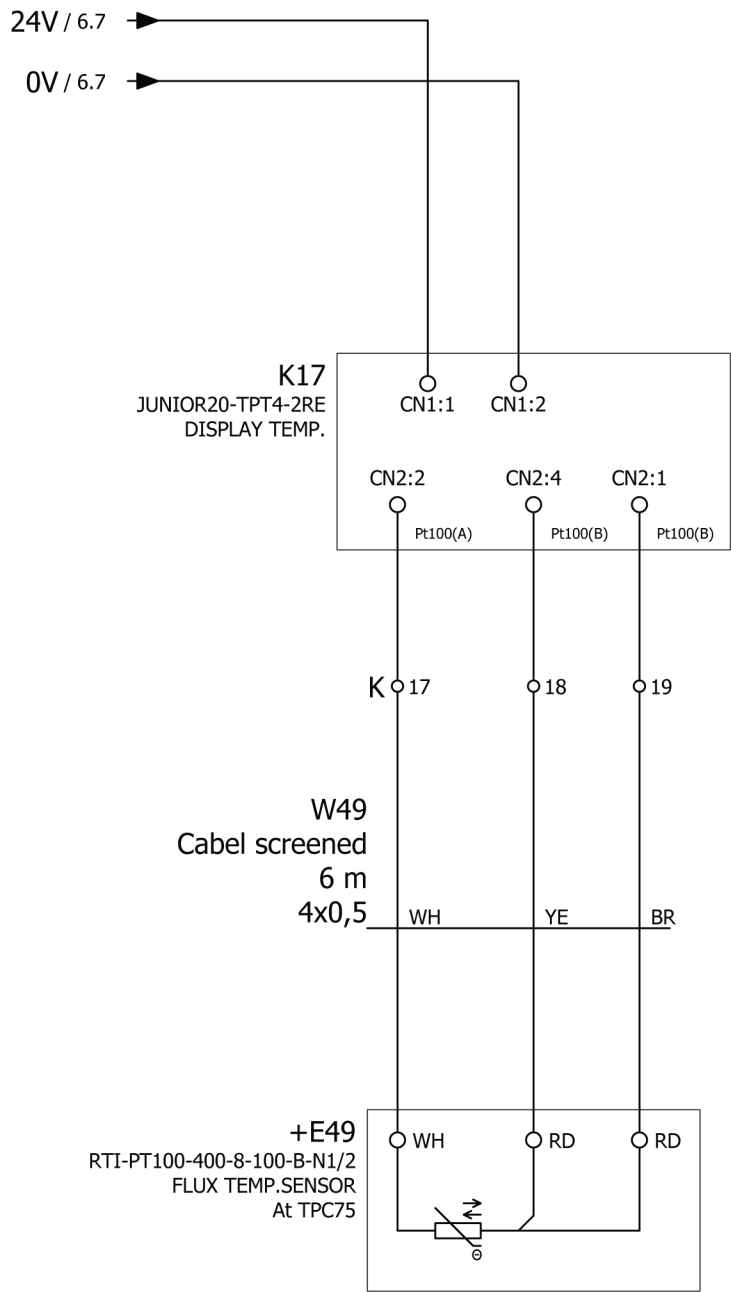 24V / 6.7
0V / 6.7
K17
JUNIOR20-TPT4-2RE
DISPLAY TEMP.
CN1:1 CN1:2
CN2:2 CN2:4 CN2:1
Pt100(A) Pt100(B) Pt100(B)
K 17 18 19
W49
Cabel screened
6 m
4x0,5
WH YE BR
+E49
RTI-PT100-400-8-100-B-N1/2
FLUX TEMP.SENSOR
At TPC75
WH RD RD
Θ